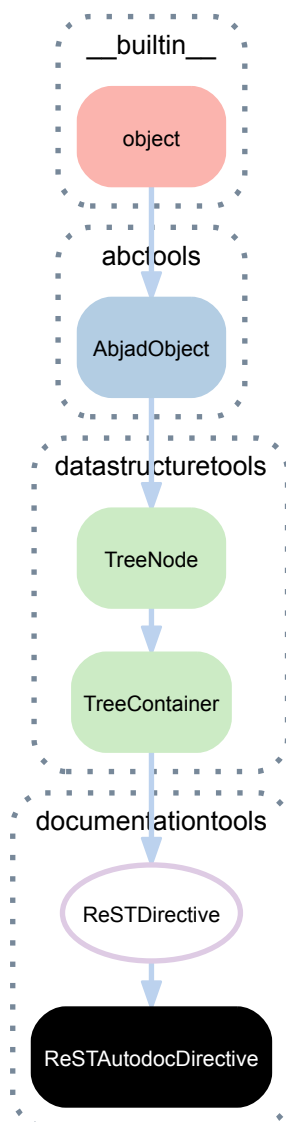 __builtin__
object
abctools
AbjadObject
datastructuretools
TreeNode
TreeContainer
documentationtools
ReSTDirective
ReSTAutodocDirective